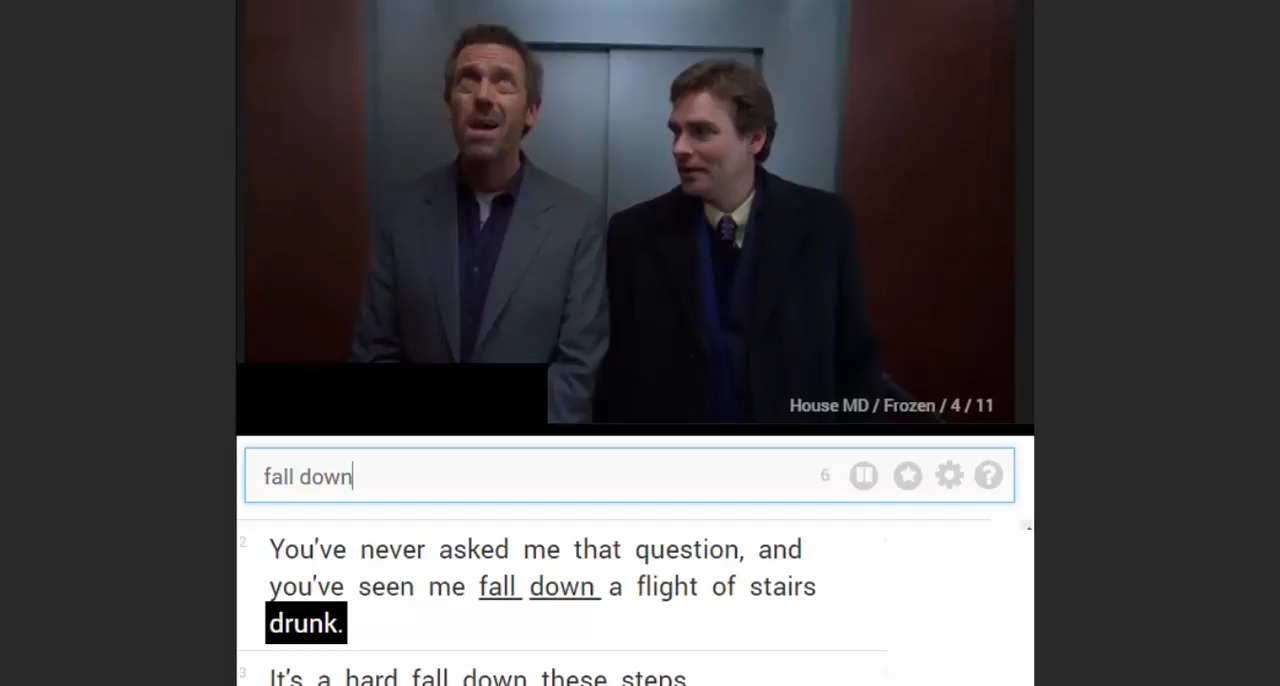 House MD / Frozen / 4 / 11
fall down
6
2
You've never asked me that question, and
you've seen me fall down a flight of stairs
drunk.
3
It's a hard fall down these steps